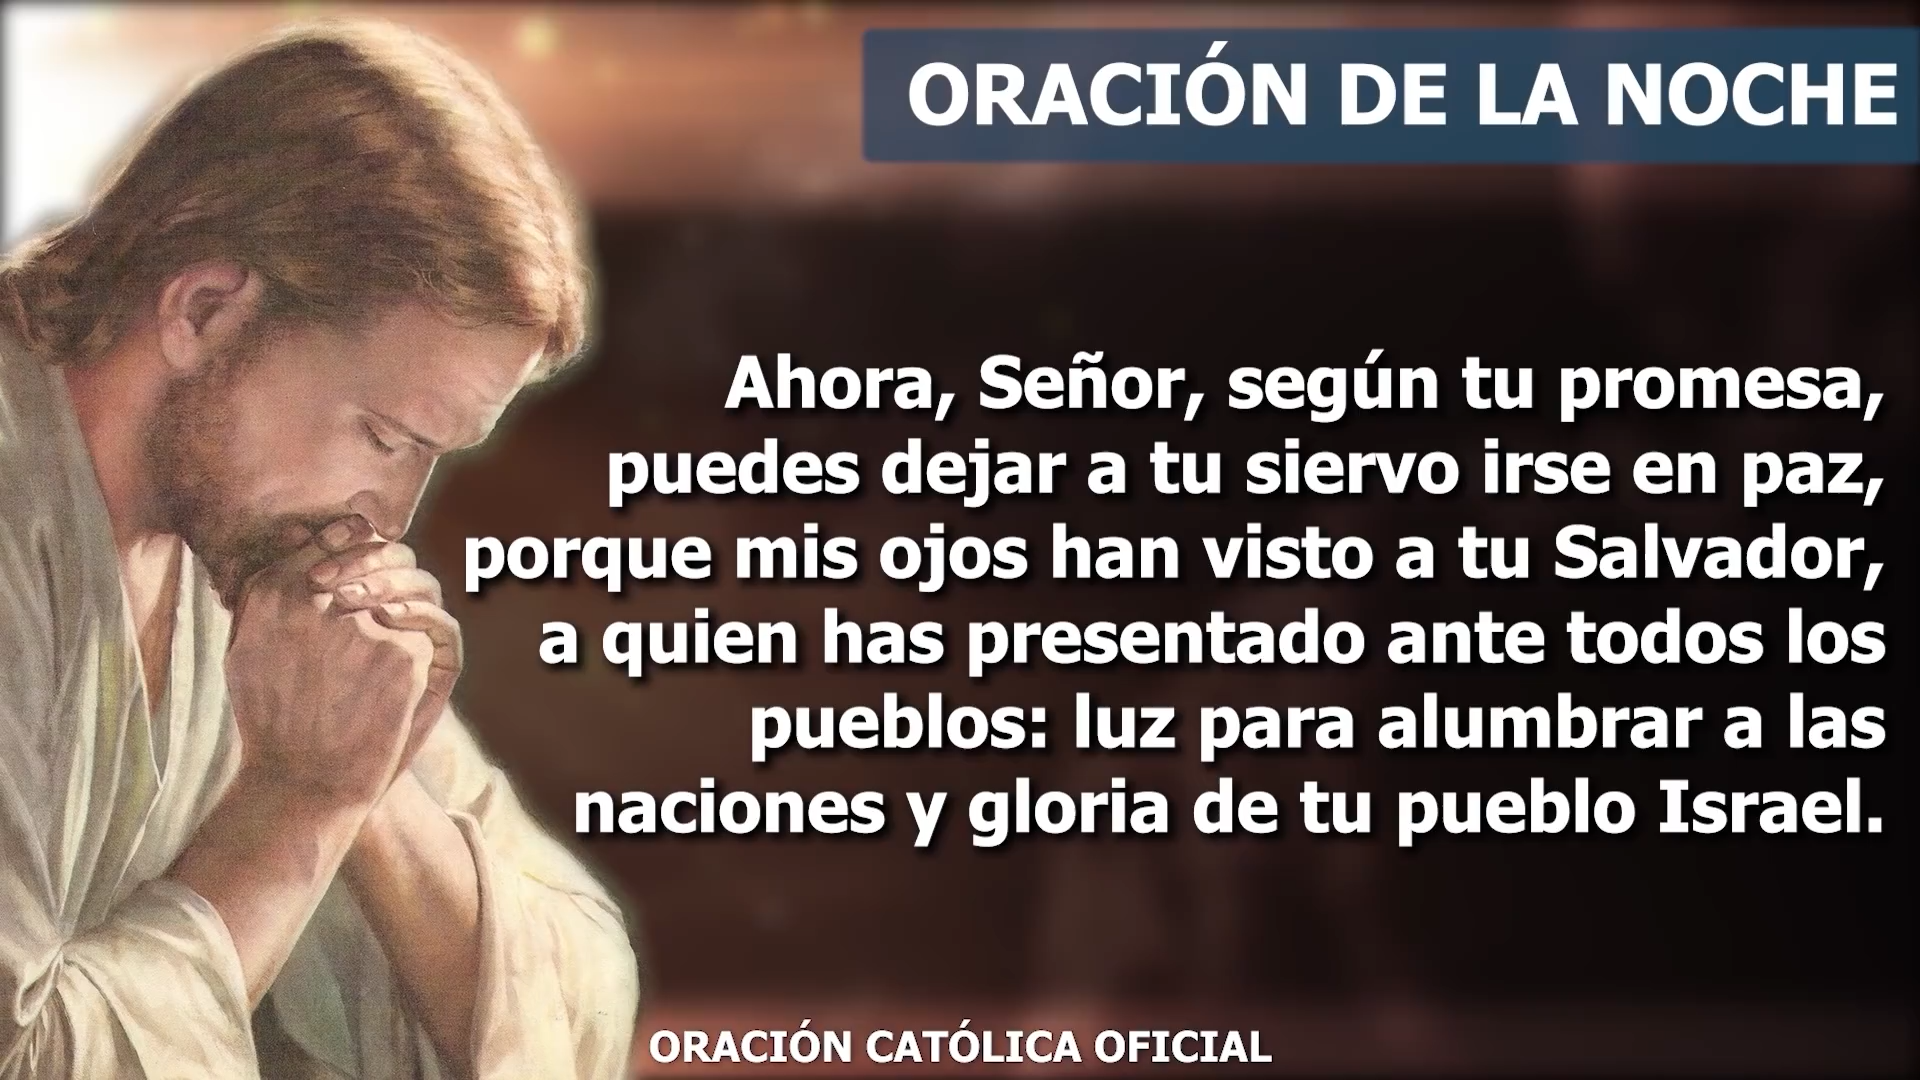 ORACIÓN DE LA NOCHE
Ahora, Señor, según tu promesa,
puedes dejar a tu siervo irse en paz,
porque mis ojos han visto a tu Salvador,
a quien has presentado ante todos los
pueblos: luz para alumbrar a las
naciones y gloria de tu pueblo Israel.
ORACIÓN CATÓLICA OFICIAL